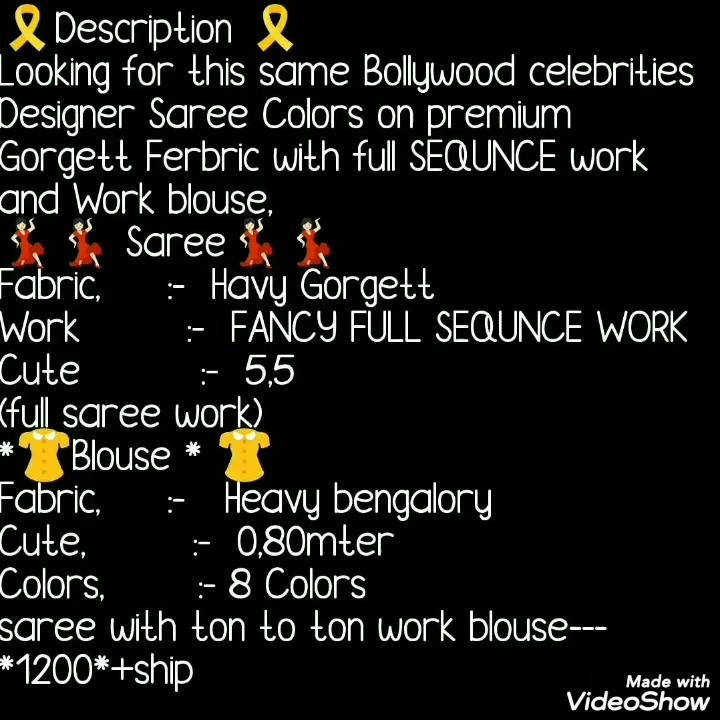 🎗Description 🎗
Looking for this same Bollywood celebrities
Designer Saree Colors on premium
Gorgett Ferbric with full SEQUNCE work
and Work blouse,
💃 💃 Saree 💃 💃
Fabric, :- Havy Gorgett
Work :- FANCY FULL SEQUNCE WORK
Cute :- 5,5
(full saree work)
*👚Blouse * 👚
Fabric, :- Heavy bengalory
Cute, :- 0,80mter
Colors, :- 8 Colors
saree with ton to ton work blouse---
*1200*+ship
Made with
VideoShow